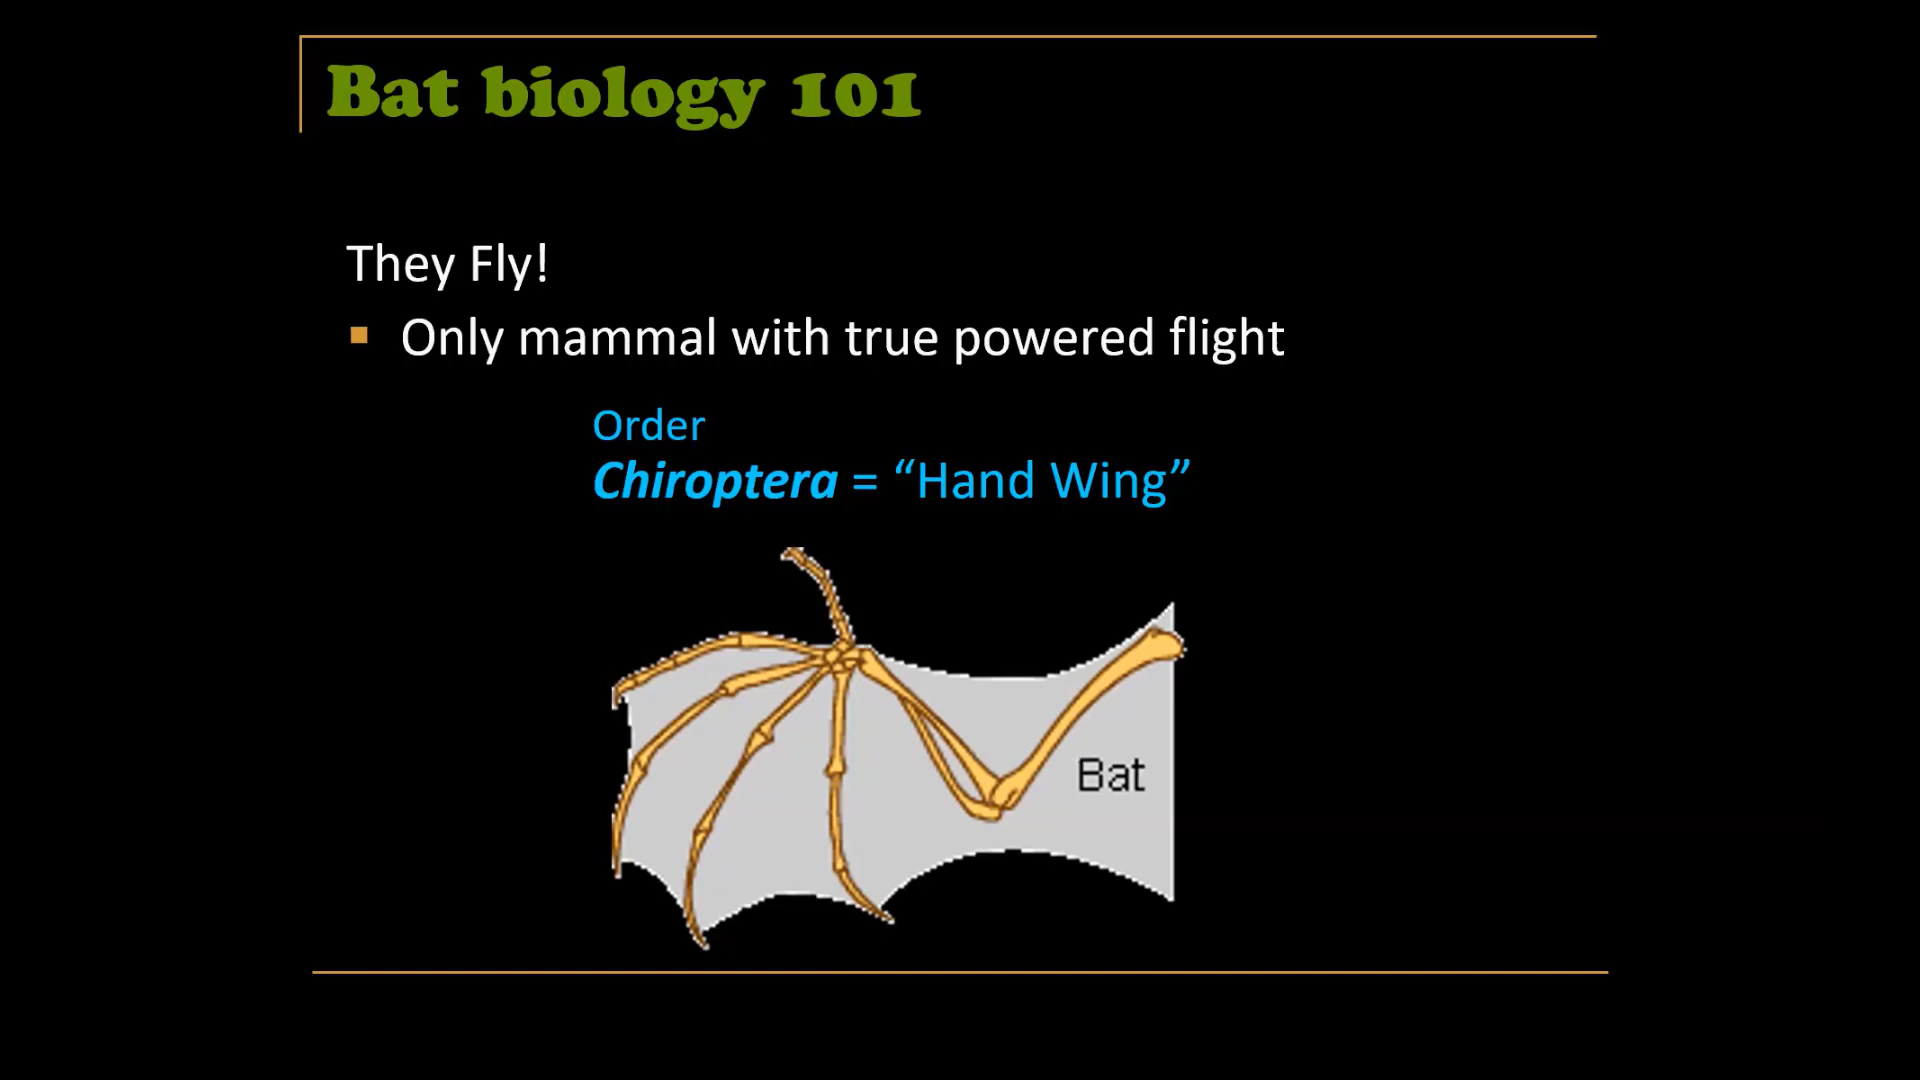 Bat biology 101
They Fly!
Only mammal with true powered flight
Order
Chiroptera = “Hand Wing”
Bat